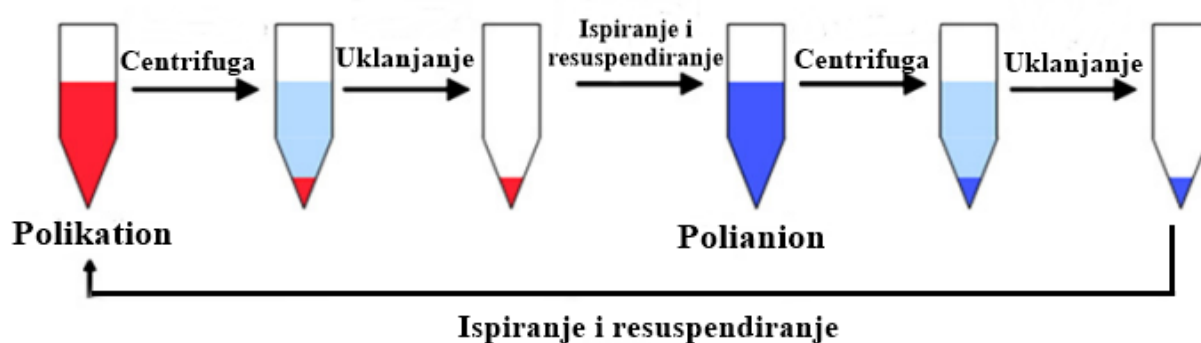 Centrifuga
Uklanjanje
Ispiranje i
resuspendiranje
Centrifuga
Uklanjanje
Polikation
Polianion
Ispiranje i resuspendiranje